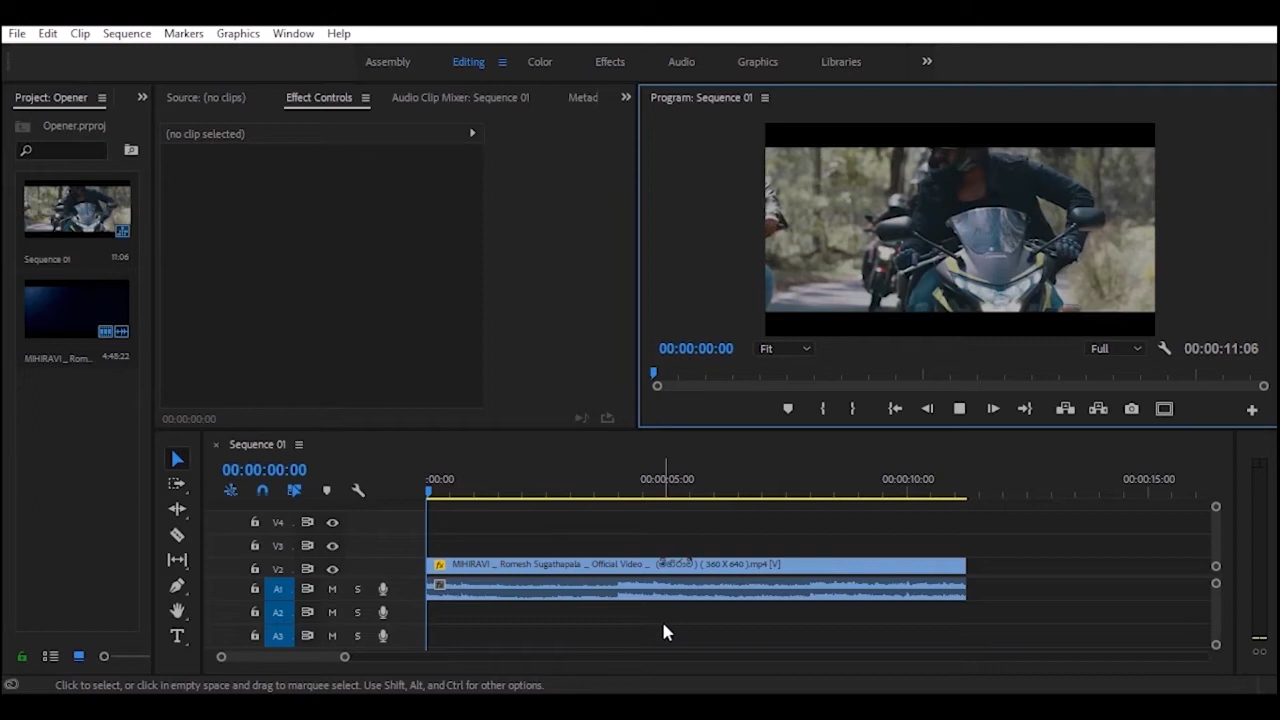 File Edit Clip Sequence Markers Graphics Window Help
Assembly Editing Color Effects Audio Graphics Libraries
Project: Opener
Opener.prproj
Sequence 01 11:06
MIHIRAVI _ Rom... 4:48:22
Source: (no clips) Effect Controls Audio Clip Mixer: Sequence 01 Metad
(no clip selected)
00:00:00:00
Program: Sequence 01
00:00:00:00 Fit Full 00:00:11:06
Sequence 01
00:00:00:00
:00:00 00:00:05:00 00:00:10:00 00:00:15:00
V4
V3
V2
MIHIRAVI _ Romesh Sugathapala _ Official Video _ ( 360 X 640 ).mp4 [V]
A1 M S
A2 M S
A3 M S
Click to select, or click in empty space and drag to marquee select. Use Shift, Alt, and Ctrl for other options.